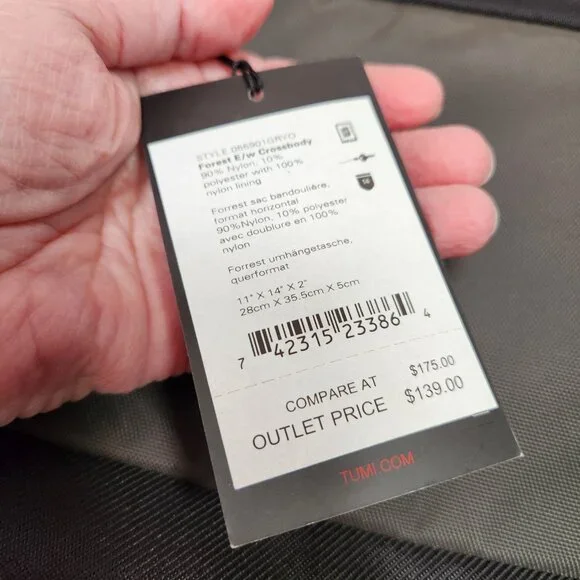 STYLE 066901GRYO
Forest E/w Crossbody
90% Nylon, 10%
polyester with 100%
nylon lining
Forrest sac bandoulière,
format horizontal
90%Nylon, 10% polyester
avec doublure en 100%
nylon
Forrest umhängetasche,
querformat
11" X 14" X 2"
28cm X 35.5cm X 5cm
7 42315 23386 4
COMPARE AT $175.00
OUTLET PRICE $139.00
TUMI.COM